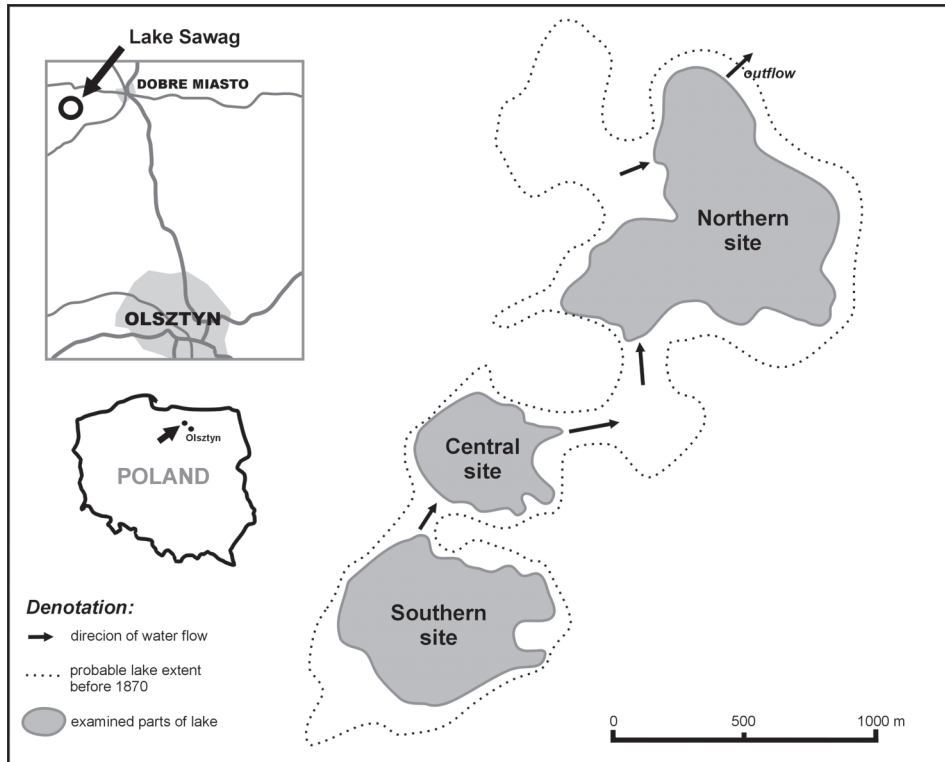 Lake Sawag
DOBRE MIASTO
OLSZTYN
Olsztyn
POLAND
outflow
Northern
site
Central
site
Southern
site
Denotation:
direcion of water flow
probable lake extent
before 1870
examined parts of lake
0 500 1000 m